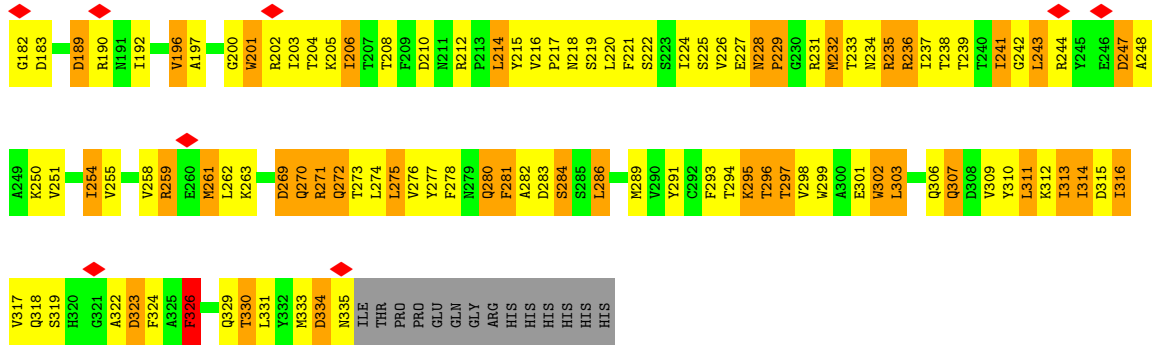 G182 D183 D189 R190 N191 I192 V196 A197 G200 W201 R202 I203 T204 K205 I206 T207 T208 F209 D210 N211 R212 P213 L214 Y215 V216 P217 N218 S219 L220 F221 S222 S223 I224 S225 V226 E227 N228 P229 G230 R231 M232 T233 N234 R235 R236 I237 T238 T239 T240 I241 G242 L243 R244 Y245 E246 D247 A248
A249 K250 V251 I254 V255 V258 R259 E260 M261 L262 K263 D269 Q270 R271 Q272 T273 L274 L275 V276 Y277 F278 N279 Q280 F281 A282 D283 S284 S285 L286 M289 V290 Y291 C292 F293 T294 K295 T296 T297 V298 W299 A300 E301 W302 L303 Q306 Q307 D308 V309 Y310 L311 K312 I313 I314 D315 I316
V317 Q318 S319 H320 G321 A322 D323 F324 A325 F326 Q329 T330 L331 Y332 M333 D334 N335 ILE THR PRO PRO GLU GLN GLY ARG HIS HIS HIS HIS HIS HIS